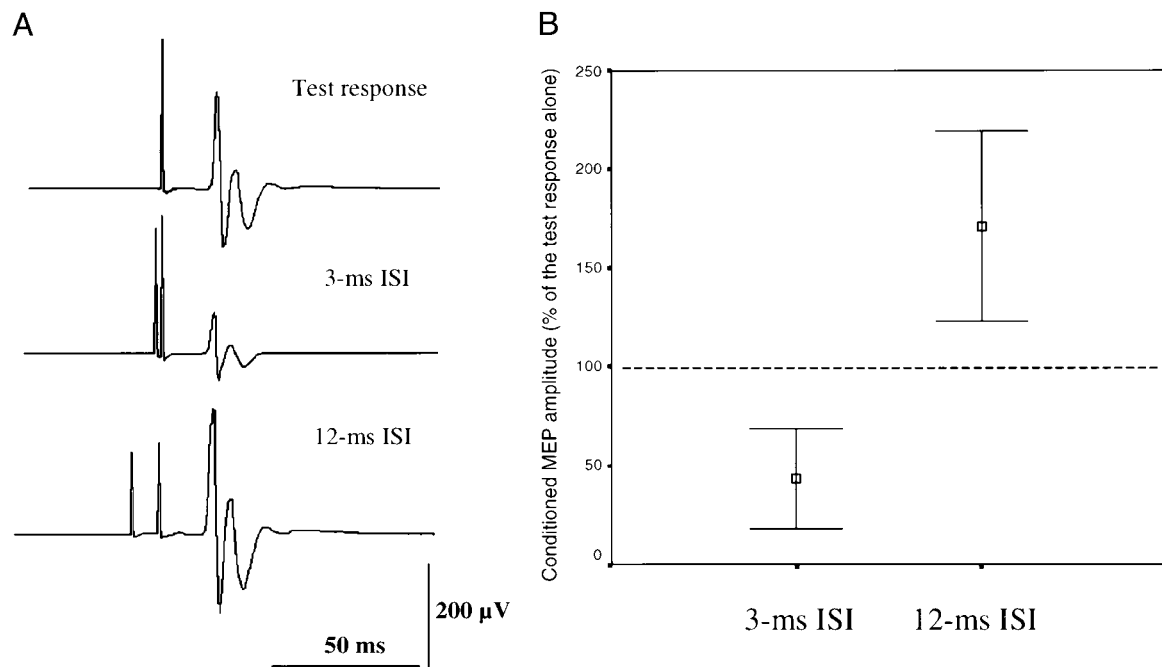 A
Test response
3-ms ISI
12-ms ISI
200 µV
50 ms
B
Conditioned MEP amplitude (% of the test response alone)
250
200
150
100
50
0
3-ms ISI
12-ms ISI